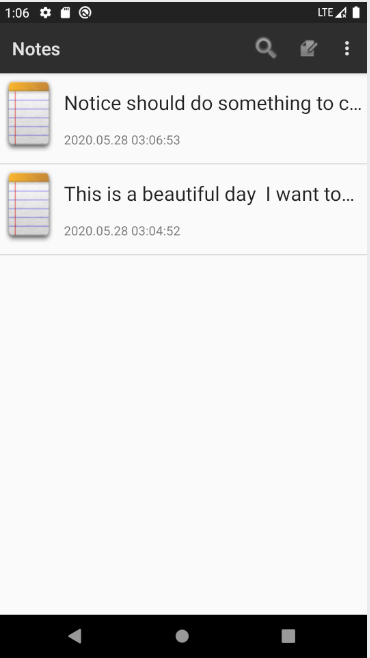 1:06 LTE
Notes
Notice should do something to c...
2020.05.28 03:06:53
This is a beautiful day  I want to...
2020.05.28 03:04:52